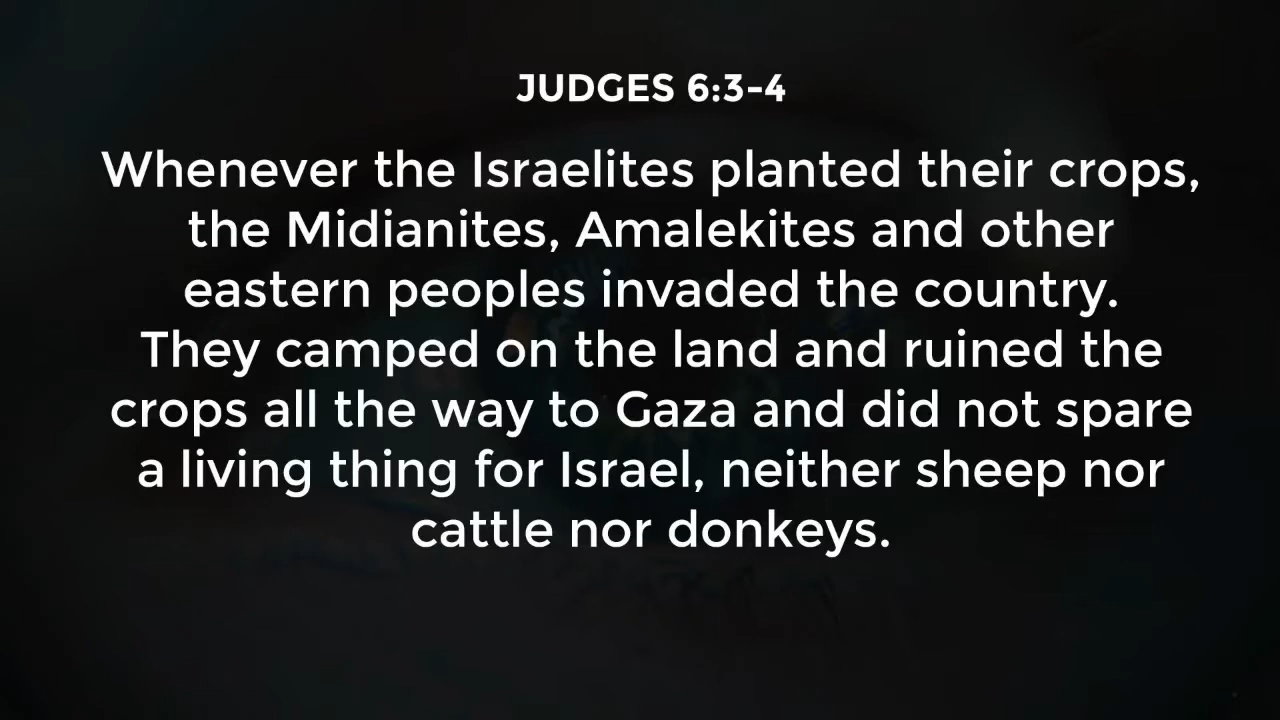 JUDGES 6:3-4
Whenever the Israelites planted their crops,
the Midianites, Amalekites and other
eastern peoples invaded the country.
They camped on the land and ruined the
crops all the way to Gaza and did not spare
a living thing for Israel, neither sheep nor
cattle nor donkeys.